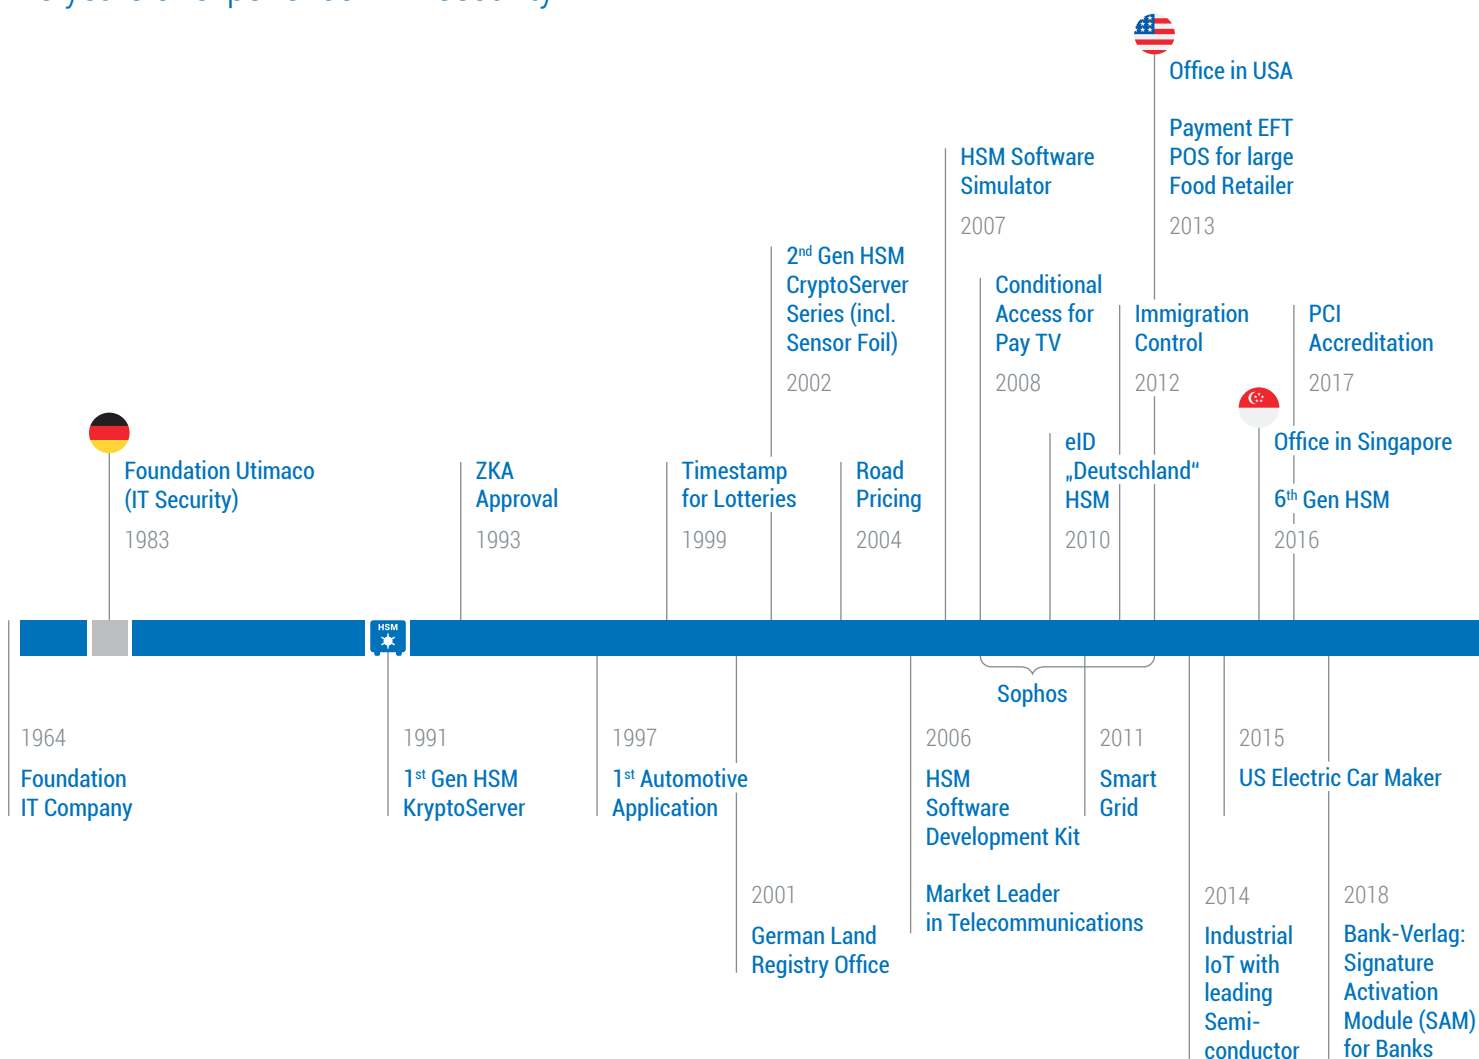 Office in USA
Payment EFT
POS for large
Food Retailer
2013
HSM Software
Simulator
2007
2nd Gen HSM
CryptoServer
Series (incl.
Sensor Foil)
2002
Conditional
Access for
Pay TV
2008
Immigration
Control
2012
PCI
Accreditation
2017
Foundation Utimaco
(IT Security)
1983
ZKA
Approval
1993
Timestamp
for Lotteries
1999
Road
Pricing
2004
eID
„Deutschland“
HSM
2010
Office in Singapore
6th Gen HSM
2016
HSM
Sophos
1964
Foundation
IT Company
1991
1st Gen HSM
KryptoServer
1997
1st Automotive
Application
2001
German Land
Registry Office
2006
HSM
Software
Development Kit
Market Leader
in Telecommunications
2011
Smart
Grid
2015
US Electric Car Maker
2014
Industrial
IoT with
leading
Semi-
conductor
2018
Bank-Verlag:
Signature
Activation
Module (SAM)
for Banks